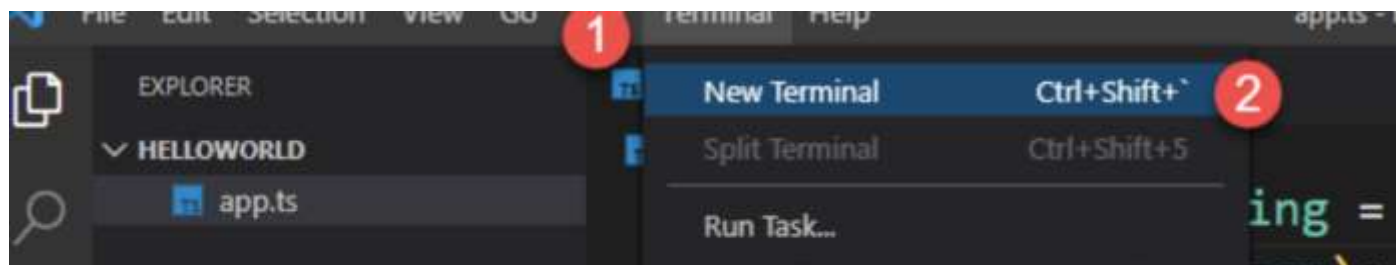 File Edit Selection View Go Terminal Help app.ts -
1
EXPLORER
New Terminal Ctrl+Shift+` 2
HELLOWORLD
Split Terminal Ctrl+Shift+5
app.ts
ing =
Run Task...